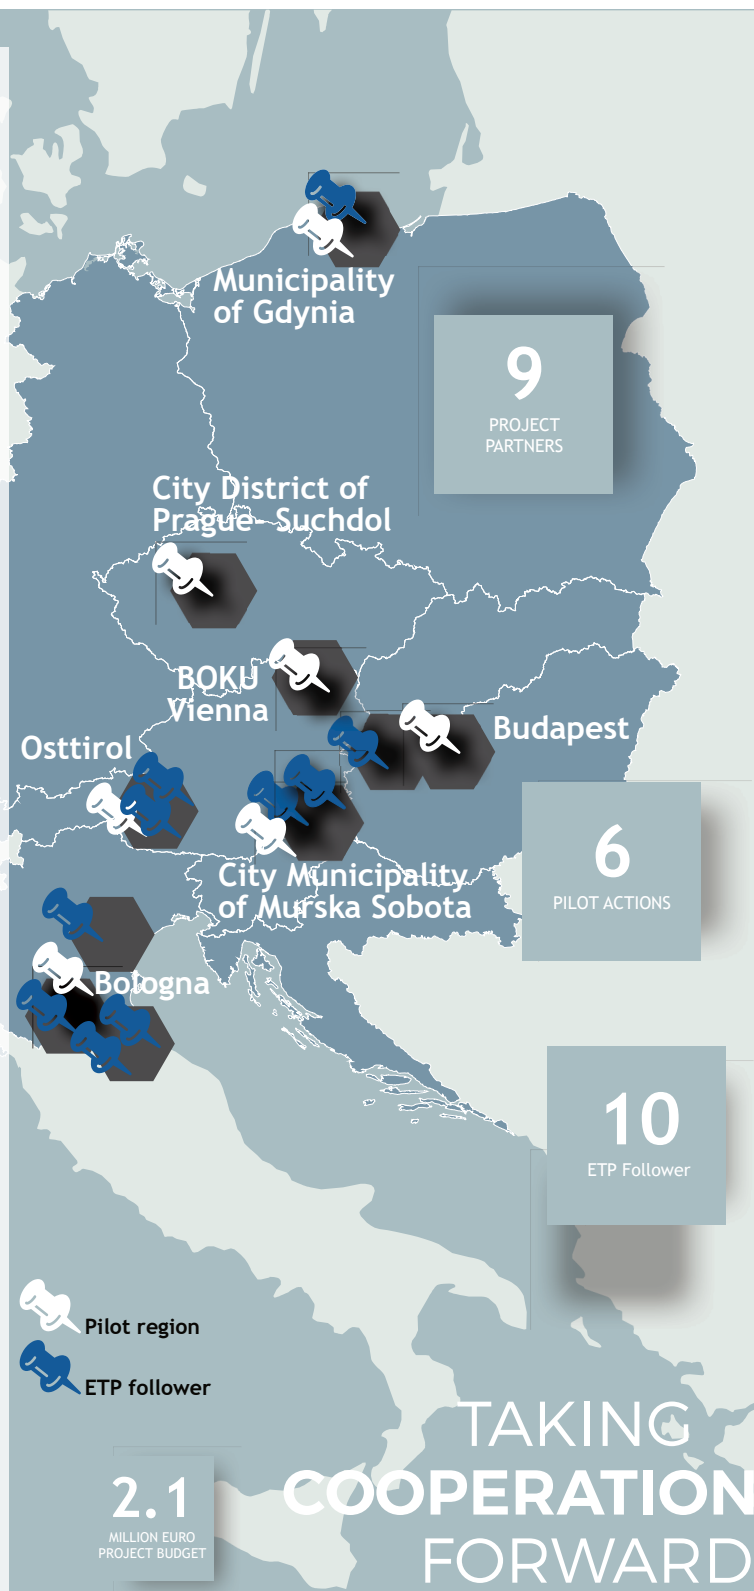 Municipality
of Gdynia
9
PROJECT
PARTNERS
City District of
Prague- Suchdol
BOKU
Vienna
Budapest
Osttirol
6
PILOT ACTIONS
City Municipality
of Murska Sobota
Bologna
10
ETP Follower
Pilot region
ETP follower
TAKING
COOPERATION
FORWARD
2.1
MILLION EURO
PROJECT BUDGET